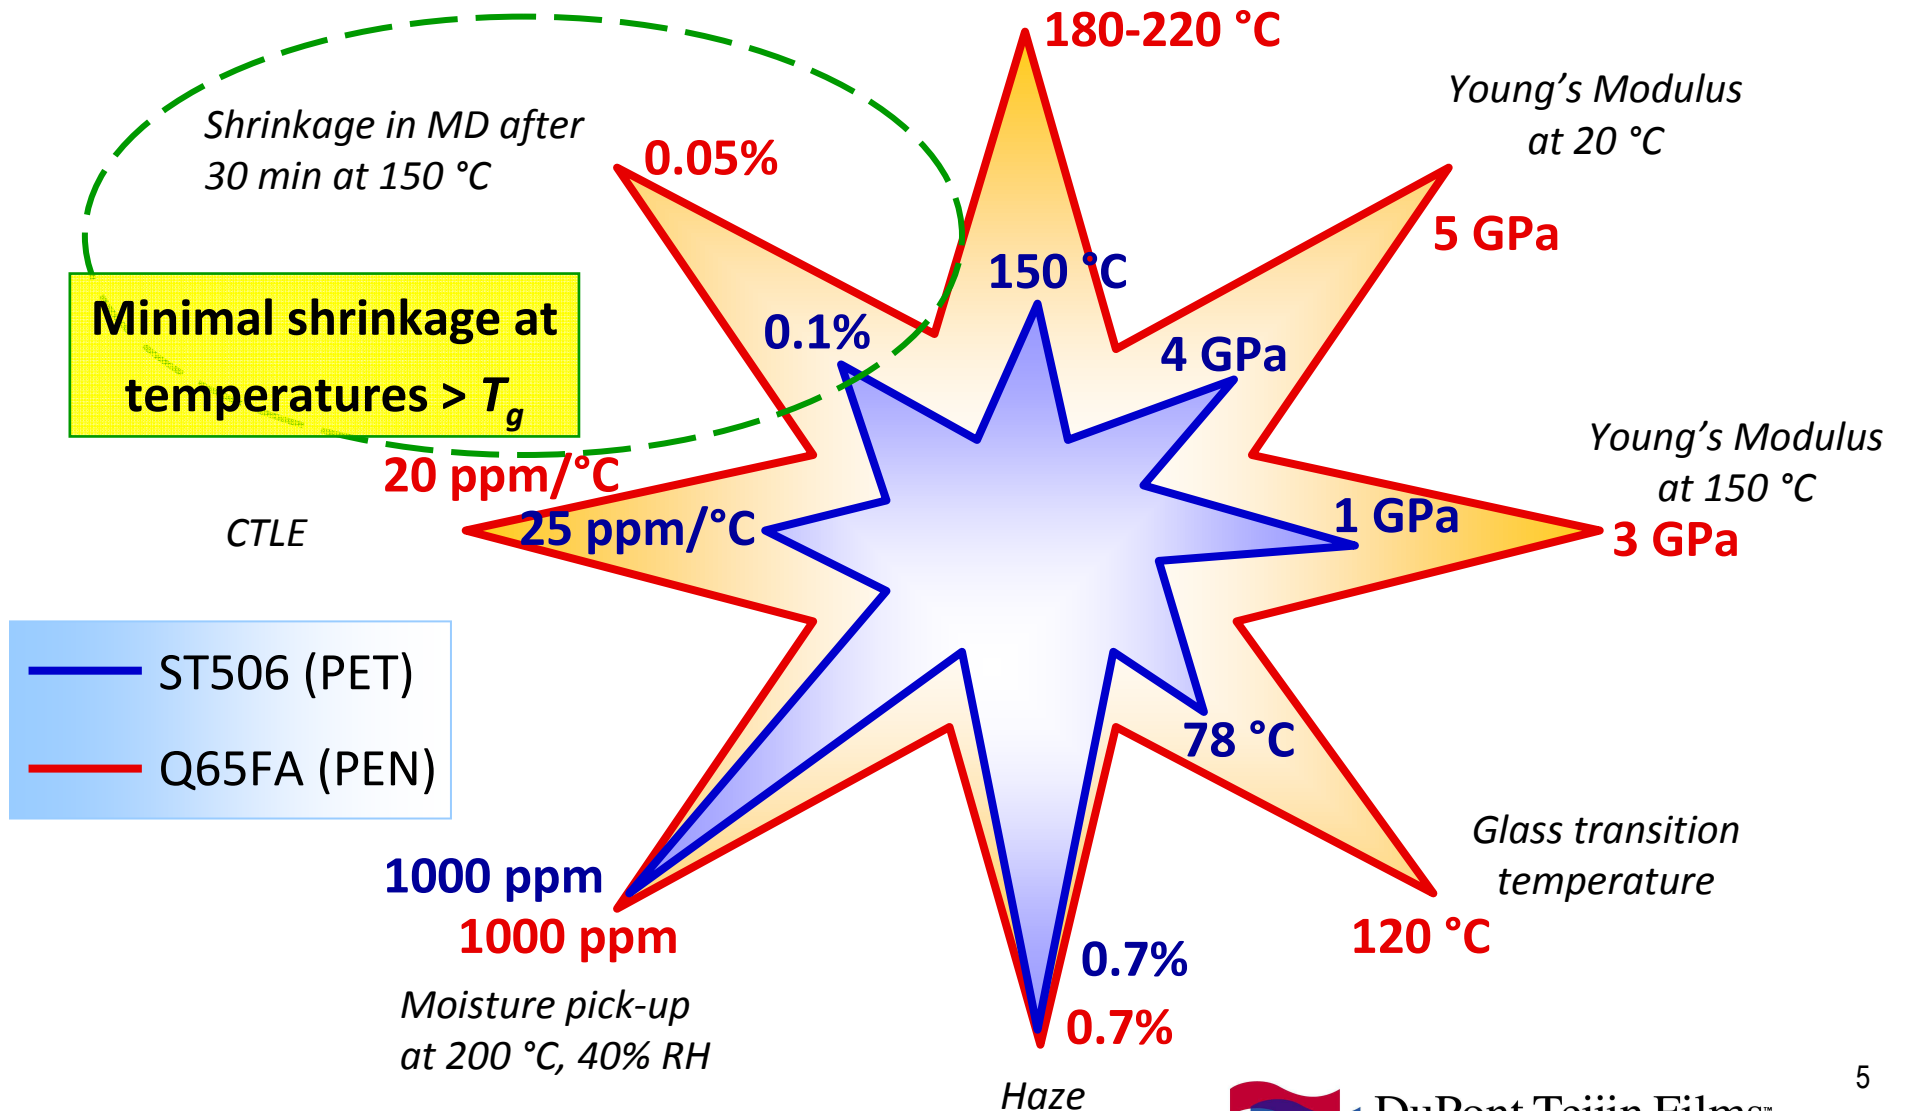 180-220 °C
Young's Modulus
at 20 °C
Shrinkage in MD after
30 min at 150 °C
0.05%
5 GPa
150 °C
Minimal shrinkage at
temperatures > Tg
0.1%
4 GPa
Young's Modulus
at 150 °C
20 ppm/°C
25 ppm/°C
1 GPa
3 GPa
CTLE
ST506 (PET)
Q65FA (PEN)
78 °C
Glass transition
temperature
120 °C
1000 ppm
1000 ppm
0.7%
0.7%
Moisture pick-up
at 200 °C, 40% RH
Haze
5
DuPont Teijin Films™